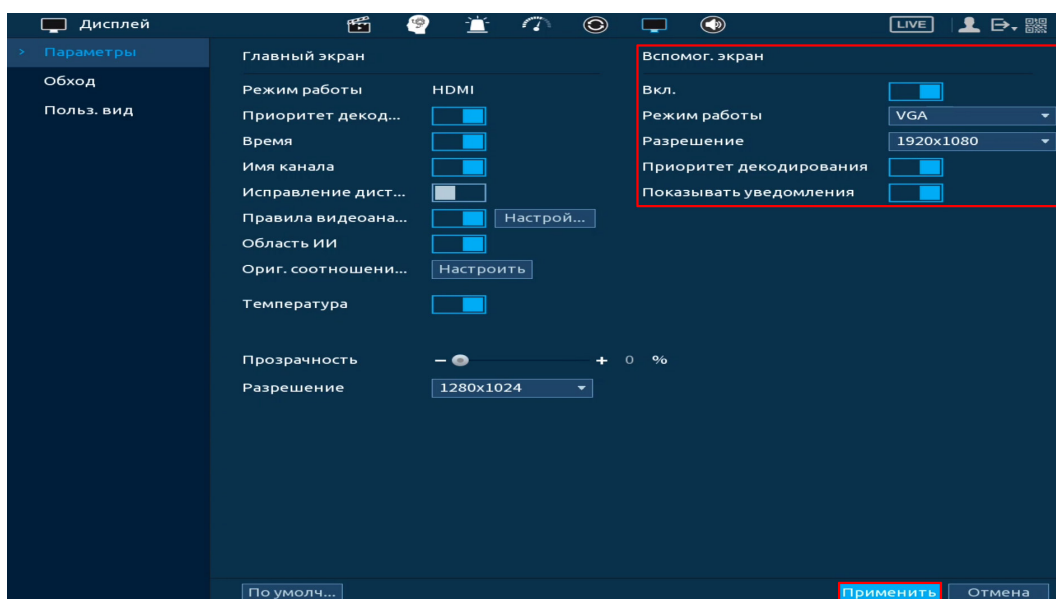 Дисплей LIVE
Параметры
Обход
Польз. вид
Главный экран
Режим работы HDMI
Приоритет декод...
Время
Имя канала
Исправление дист...
Правила видеоана... Настрой...
Область ИИ
Ориг. соотношени... Настроить
Температура
Прозрачность 0 %
Разрешение 1280x1024
Вспомог. экран
Вкл.
Режим работы VGA
Разрешение 1920x1080
Приоритет декодирования
Показывать уведомления
По умолч... Применить Отмена